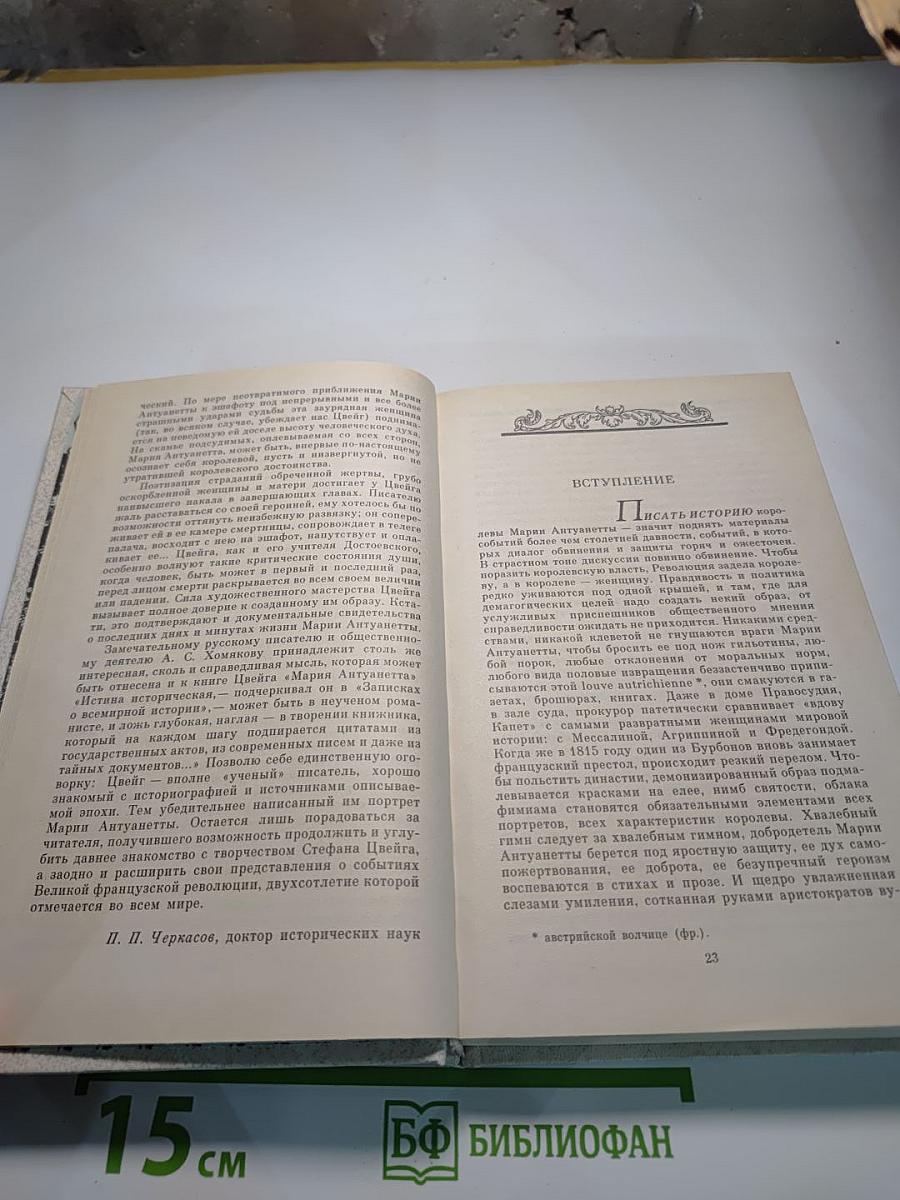 ческий. По мере неотвратимого приближения Марии
Антуанетты к эшафоту под непрерывными и все более
страшными ударами судьбы эта заурядная женщина
(так, во всяком случае, убеждает нас Цвейг) поднима-
ется на неведомую ей доселе высоту человеческого духа.
На скамье подсудимых, оплевываемая со всех сторон,
Мария Антуанетта, может быть, впервые по-настоящему
осознает себя королевой, пусть и низвергнутой, но не
утратившей королевского достоинства.
Поэтизация страданий обреченной жертвы, грубо
оскорбленной женщины и матери достигает у Цвейга
наивысшего накала в завершающих главах. Писателю
жаль расставаться со своей героиней, ему хотелось бы по
возможности оттянуть неизбежную развязку; он сопере-
живает ей в ее камере смертницы, сопровождает в телеге
палача, восходит с нею на эшафот, напутствует и опла-
кивает ее... Цвейга, как и его учителя Достоевского,
особенно волнуют такие критические состояния души,
когда человек, быть может в первый и последний раз,
перед лицом смерти раскрывается во всем своем величии
или падении. Сила художественного мастерства Цвейга
вызывает полное доверие к созданному им образу. Кста-
ти, это подтверждают и документальные свидетельства
о последних днях и минутах жизни Марии Антуанетты.
Замечательному русскому писателю и общественно-
му деятелю А. С. Хомякову принадлежит столь же
интересная, сколь и справедливая мысль, которая может
быть отнесена и к книге Цвейга «Мария Антуанетта»
«Истина историческая,— подчеркивал он в «Записках
о всемирной истории»,— может быть в неученом рома-
нисте, и ложь глубокая, наглая — в творении книжника,
который на каждом шагу подпирается цитатами из
государственных актов, из современных писем и даже из
тайных документов...» Позволю себе единственную ого-
ворку: Цвейг — вполне «ученый» писатель, хорошо
знакомый с историографией и источниками описывае-
мой эпохи. Тем убедительнее написанный им портрет
Марии Антуанетты. Остается лишь порадоваться за
читателя, получившего возможность продолжить и углу-
бить давнее знакомство с творчеством Стефана Цвейга,
а заодно и расширить свои представления о событиях
Великой французской революции, двухсотлетие которой
отмечается во всем мире.
П. П. Черкасов, доктор исторических наук
ВСТУПЛЕНИЕ
ПИСАТЬ ИСТОРИЮ коро-
левы Марии Антуанетты — значит поднять материалы
событий более чем столетней давности, событий, в кото-
рых диалог обвинения и защиты горяч и ожесточен.
В страстном тоне дискуссии повинно обвинение. Чтобы
поразить королевскую власть, Революция задела короле-
ву, а в королеве — женщину. Правдивость и политика
редко уживаются под одной крышей, и там, где для
демагогических целей надо создать некий образ, от
услужливых приспешников общественного мнения
справедливости ожидать не приходится. Никакими сред-
ствами, никакой клеветой не гнушаются враги Марии
Антуанетты, чтобы бросить ее под нож гильотины, лю-
бой порок, любые отклонения от моральных норм,
любого вида половые извращения беззастенчиво припи-
сываются этой louve autrichienne *, они смакуются в га-
зетах, брошюрах, книгах. Даже в доме Правосудия,
в зале суда, прокурор патетически сравнивает «вдову
Капет» с самыми развратными женщинами мировой
истории: с Мессалиной, Агриппиной и Фредегондой.
Когда же в 1815 году один из Бурбонов вновь занимает
французский престол, происходит резкий перелом. Что-
бы польстить династии, демонизированный образ подма-
левывается красками на елее, нимб святости, облака
фимиама становятся обязательными элементами всех
портретов, всех характеристик королевы. Хвалебный
гимн следует за хвалебным гимном, добродетель Марии
Антуанетты берется под яростную защиту, ее дух само-
пожертвования, ее доброта, ее безупречный героизм
воспеваются в стихах и прозе. И щедро увлажненная
слезами умиления, сотканная руками аристократов ву-
* австрийской волчице (фр.).
23
15 см
БФ БИБЛИОФАН